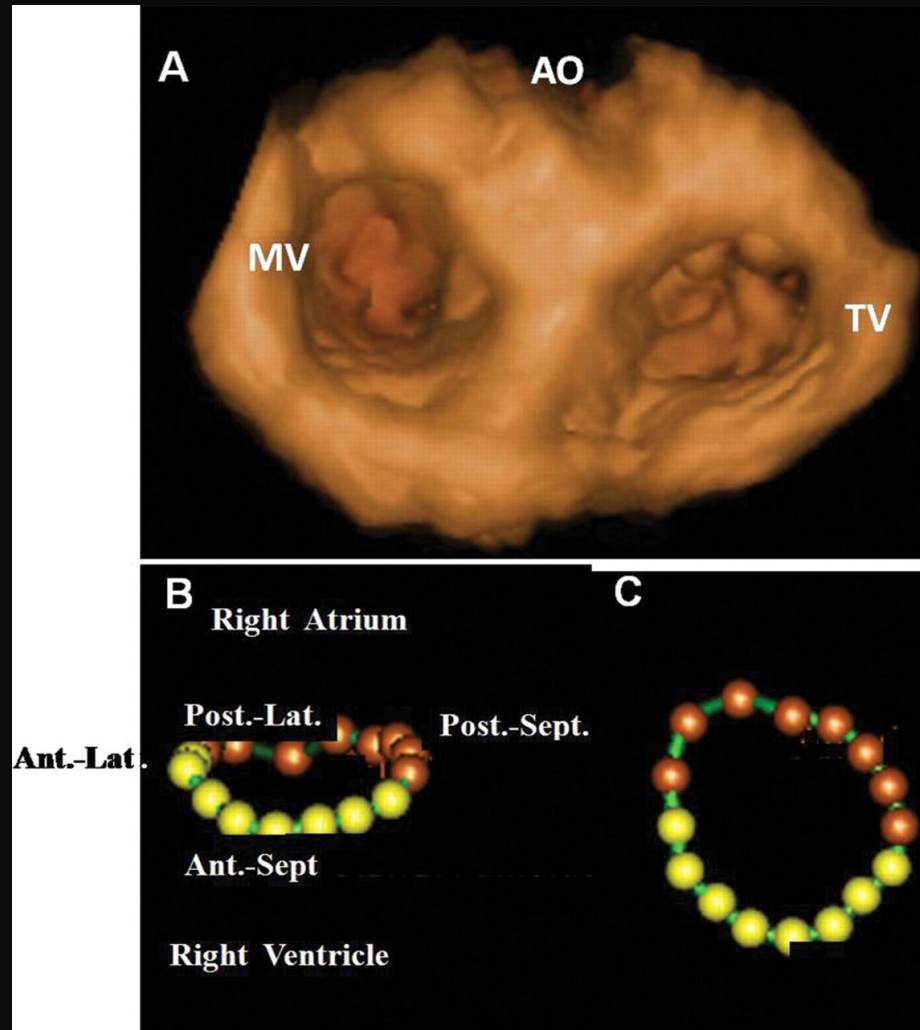 A
AO
MV
TV
B
C
Right Atrium
Post.-Lat.
Post.-Sept.
Ant.-Lat.
Ant.-Sept
Right Ventricle